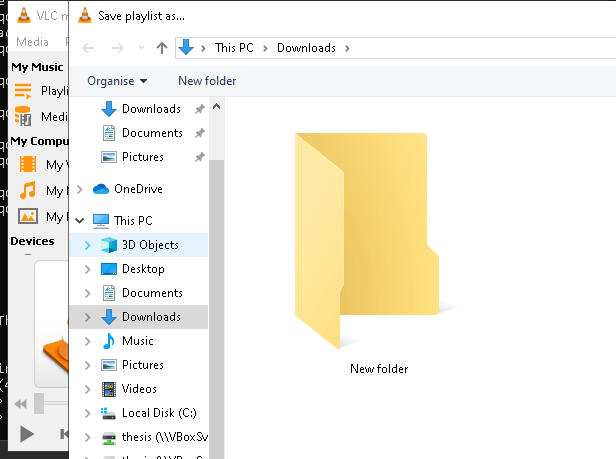 VLC m
Save playlist as...
Media
This PC
Downloads
Organise
New folder
My Music
Playli
Medi
My Compu
My V
My M
My P
Devices
Downloads
Documents
Pictures
OneDrive
This PC
3D Objects
Desktop
Documents
Downloads
Music
Pictures
Videos
Local Disk (C:)
thesis (\\VBoxSv
New folder